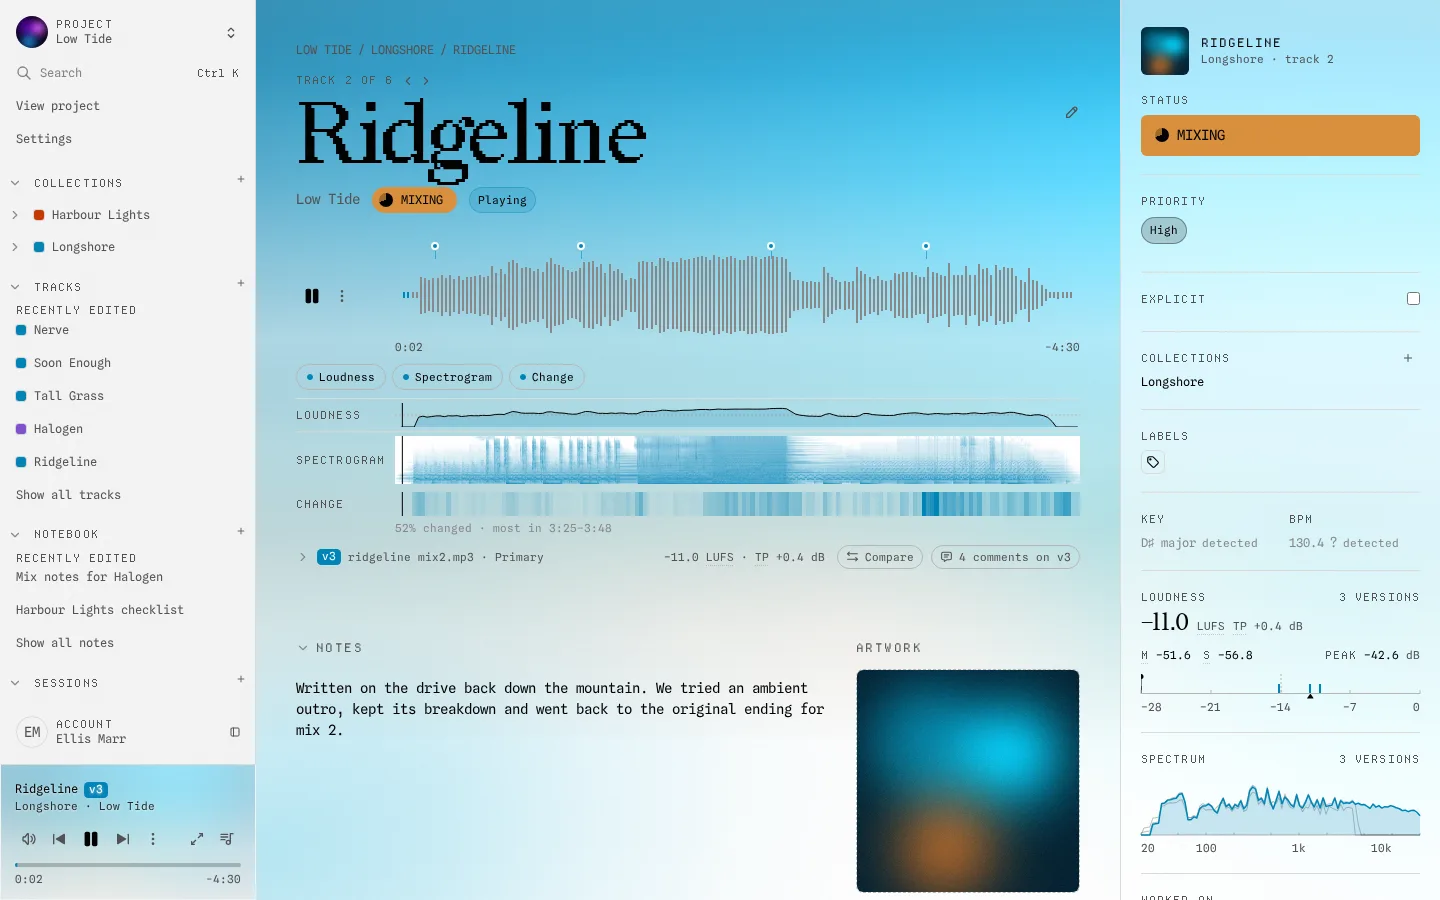 PROJECT
Low Tide
Search Ctrl K
View project
Settings
COLLECTIONS +
Harbour Lights
Longshore
TRACKS +
RECENTLY EDITED
Nerve
Soon Enough
Tall Grass
Halogen
Ridgeline
Show all tracks
NOTEBOOK +
RECENTLY EDITED
Mix notes for Halogen
Harbour Lights checklist
Show all notes
SESSIONS +
EM
ACCOUNT
Ellis Marr
Ridgeline v3
Longshore · Low Tide
0:02 -4:30
LOW TIDE / LONGSHORE / RIDGELINE
TRACK 2 OF 6 < >
Ridgeline
Low Tide MIXING Playing
0:02 -4:30
Loudness Spectrogram Change
LOUDNESS
SPECTROGRAM
CHANGE
52% changed · most in 3:25–3:48
v3 ridgeline mix2.mp3 · Primary -11.0 LUFS · TP +0.4 dB Compare 4 comments on v3
NOTES
Written on the drive back down the mountain. We tried an ambient
outro, kept its breakdown and went back to the original ending for
mix 2.
ARTWORK
RIDGELINE
Longshore · track 2
STATUS
MIXING
PRIORITY
High
EXPLICIT
COLLECTIONS +
Longshore
LABELS
KEY BPM
D♯ major detected 130.4 ? detected
LOUDNESS 3 VERSIONS
-11.0 LUFS TP +0.4 dB
M -51.6 S -56.8 PEAK -42.6 dB
-28 -21 -14 -7 0
SPECTRUM 3 VERSIONS
20 100 1k 10k
WORKED ON